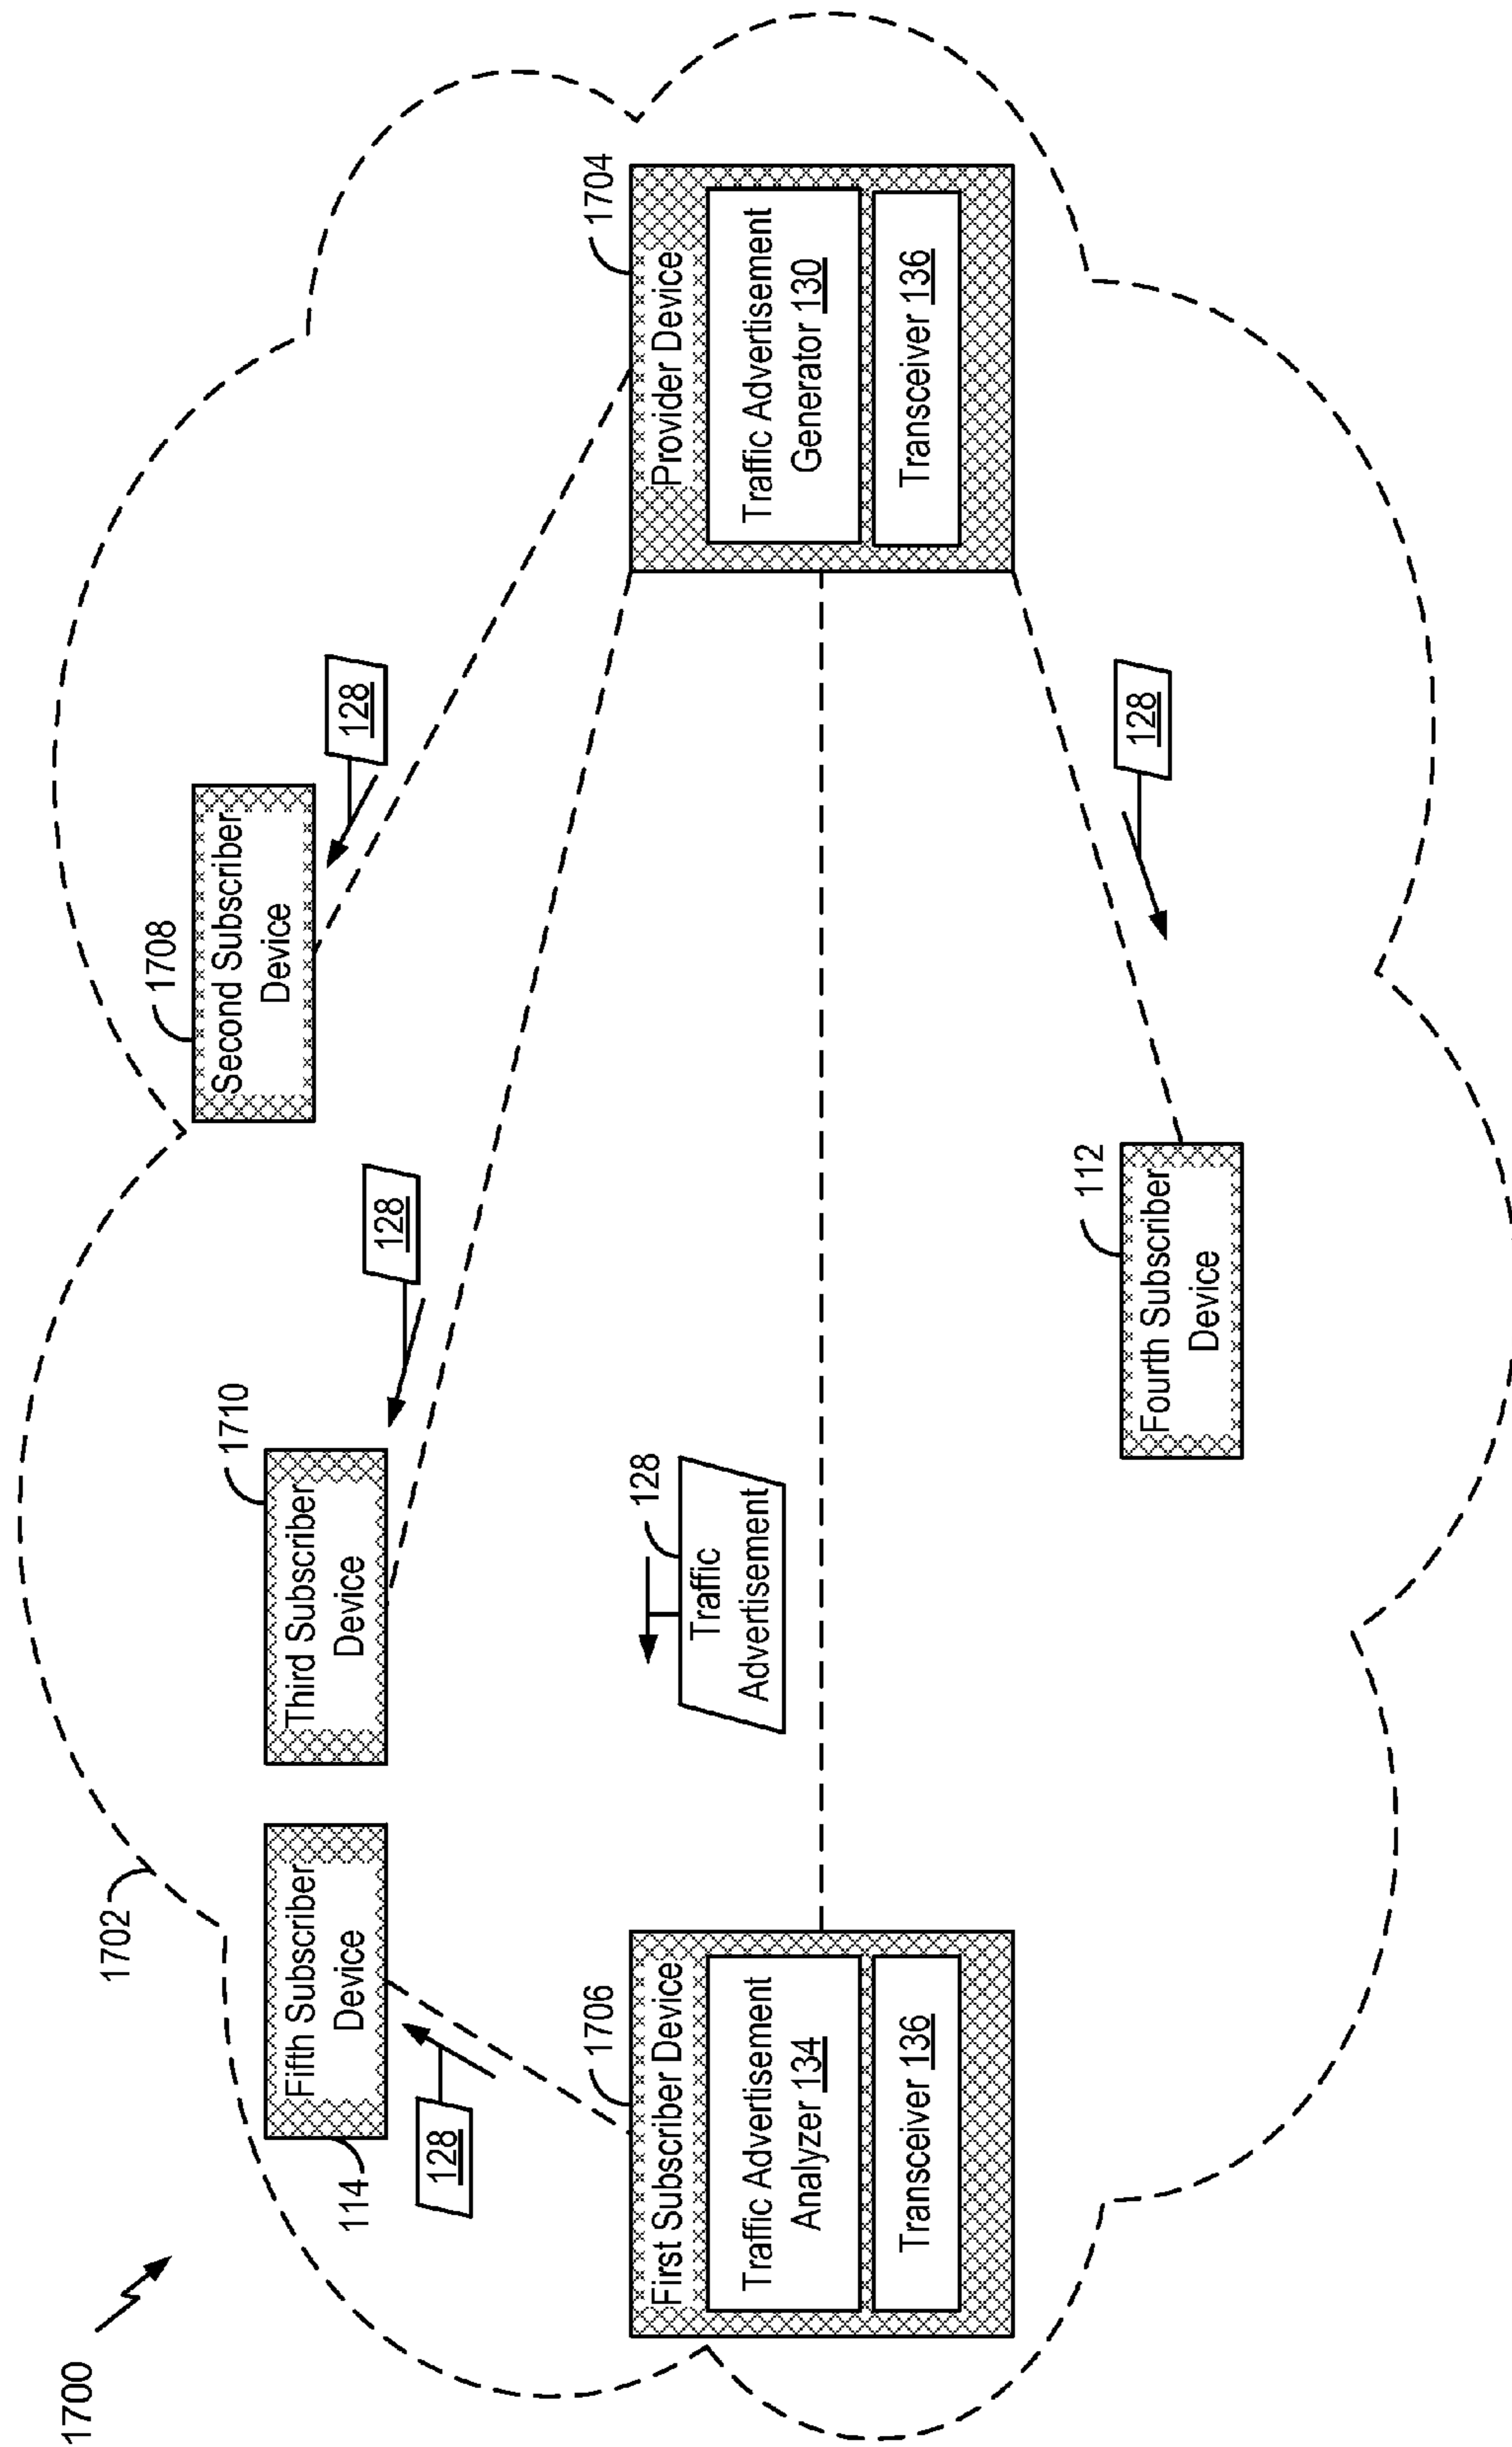 1700
1702
114
Fifth Subscriber
Device
128
1710
Third Subscriber
Device
128
1708
Second Subscriber
Device
128
1706
First Subscriber Device
Traffic Advertisement
Analyzer 134
Transceiver 136
128
Traffic
Advertisement
1704
Provider Device
Traffic Advertisement
Generator 130
Transceiver 136
112
Fourth Subscriber
Device
128